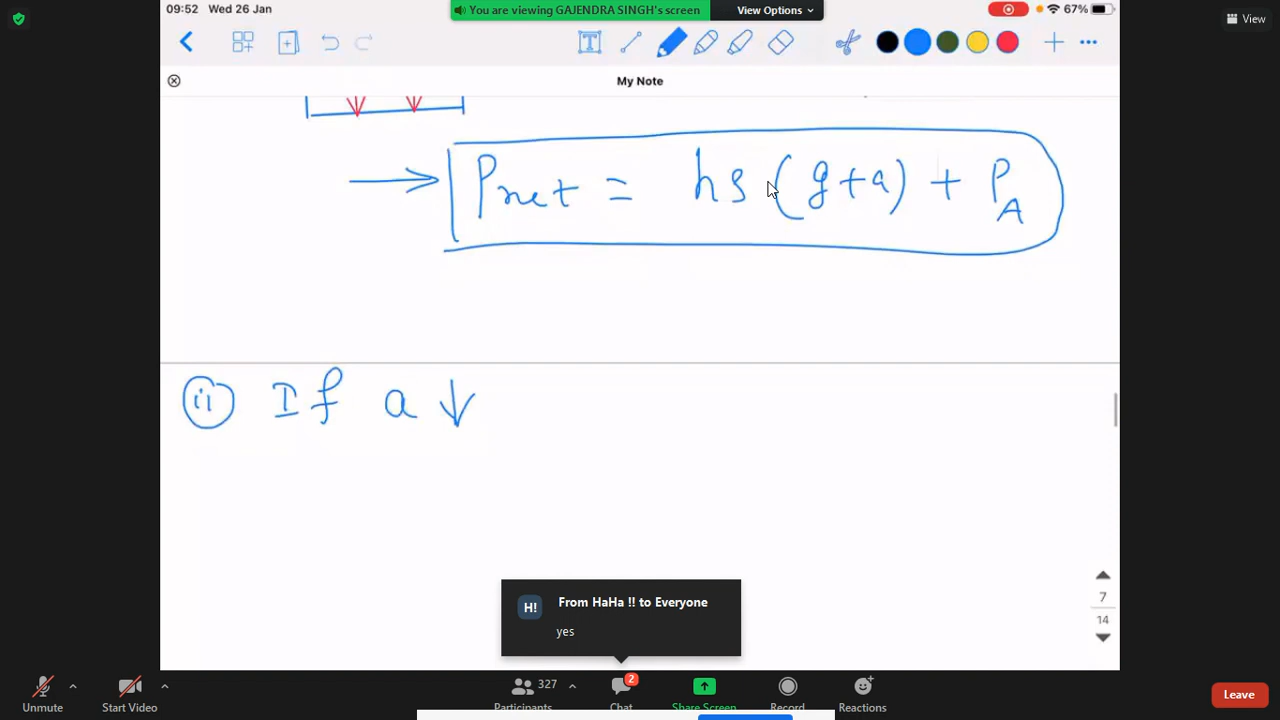 09:52 Wed 26 Jan
You are viewing GAJENDRA SINGH's screen
View Options
67%
View
My Note
Pnet = hs (g+a) + PA
(ii) If a ↓
From HaHa !! to Everyone
H!
yes
7
14
327
2
Unmute
Start Video
Participants
Chat
Share Screen
Record
Reactions
Leave